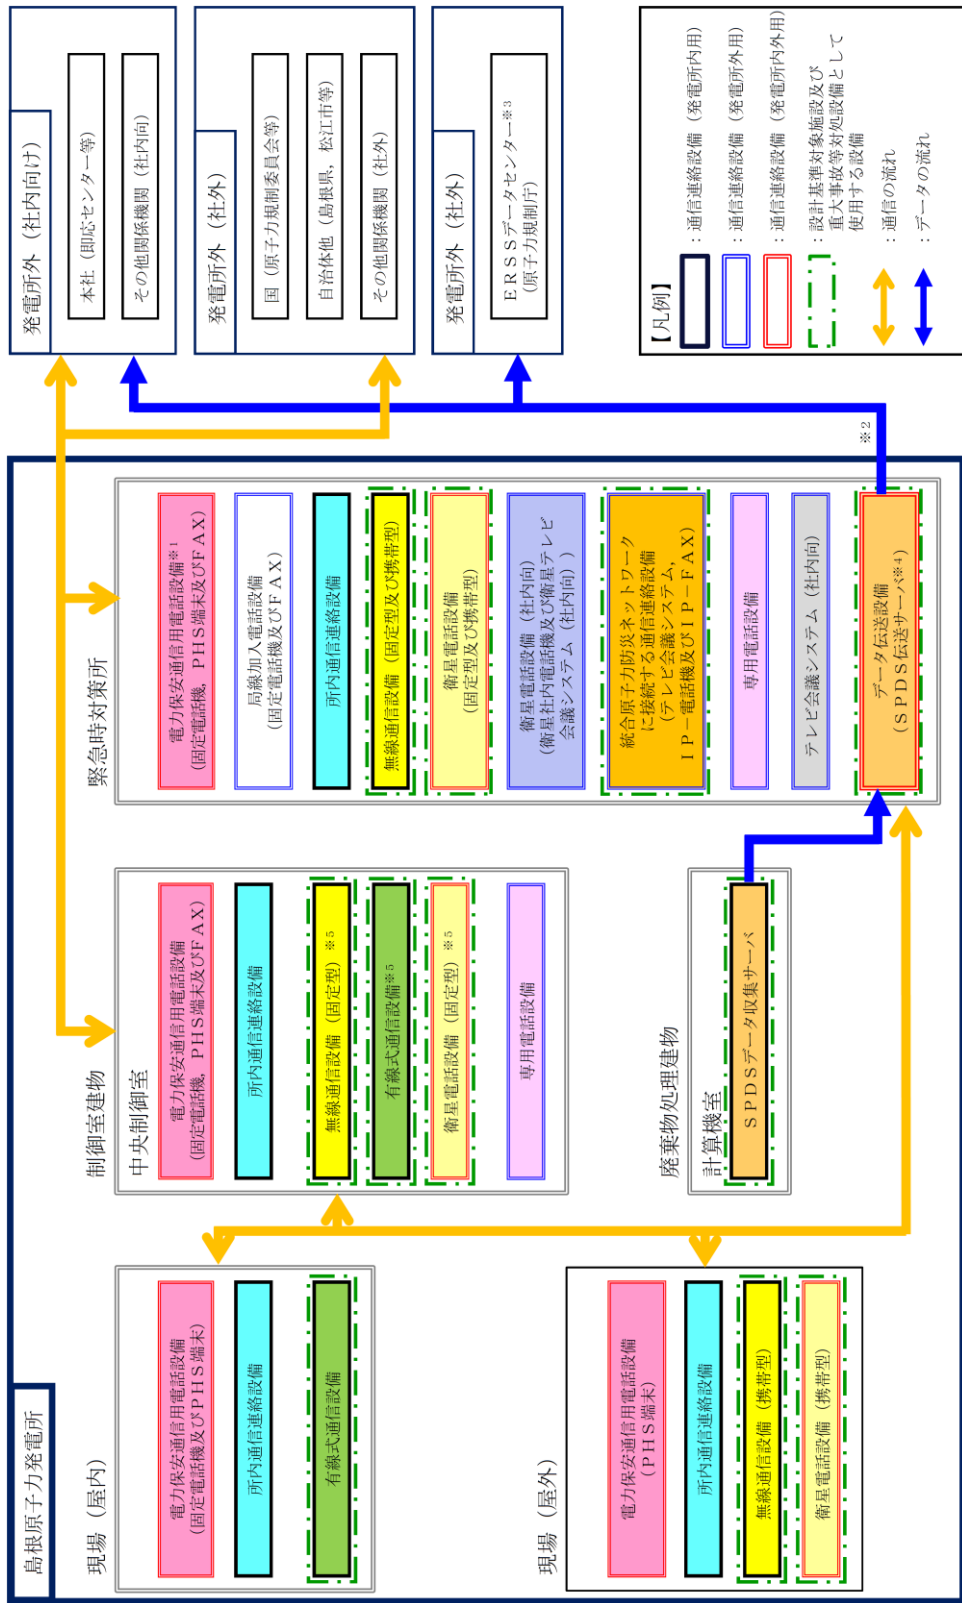 島根原子力発電所
現場（屋内）
電力保安通信用電話設備
（固定電話機及びＰＨＳ端末）
所内通信連絡設備
有線式通信設備
現場（屋外）
電力保安通信用電話設備
（ＰＨＳ端末）
所内通信連絡設備
無線通信設備（携帯型）
衛星電話設備（携帯型）
制御室建物
中央制御室
電力保安通信用電話設備
（固定電話機，ＰＨＳ端末及びＦＡＸ）
所内通信連絡設備
無線通信設備（固定型）※５
有線式通信設備※５
衛星電話設備（固定型）※５
専用電話設備
廃棄物処理建物
計算機室
ＳＰＤＳデータ収集サーバ
緊急時対策所
電力保安通信用電話設備※１
（固定電話機，ＰＨＳ端末及びＦＡＸ）
局線加入電話設備
（固定電話機及びＦＡＸ）
所内通信連絡設備
無線通信設備（固定型及び携帯型）
衛星電話設備
（固定型及び携帯型）
衛星電話設備（社内向）
（衛星社内電話機及び衛星テレビ
会議システム（社内向））
統合原子力防災ネットワーク
に接続する通信連絡設備
（テレビ会議システム，
ＩＰ－電話機及びＩＰ－ＦＡＸ）
専用電話設備
テレビ会議システム（社内向）
データ伝送設備
（ＳＰＤＳ伝送サーバ※４）
※２
発電所外（社内向け）
本社（即応センター等）
その他関係機関（社内向）
発電所外（社外）
国（原子力規制委員会等）
自治体他（島根県，松江市等）
その他関係機関（社外）
発電所外（社外）
ＥＲＳＳデータセンター※３
（原子力規制庁）
【凡例】
：通信連絡設備（発電所内用）
：通信連絡設備（発電所外用）
：通信連絡設備（発電所内外用）
：設計基準対象施設及び
重大事故等対処設備として
使用する設備
：通信の流れ
：データの流れ